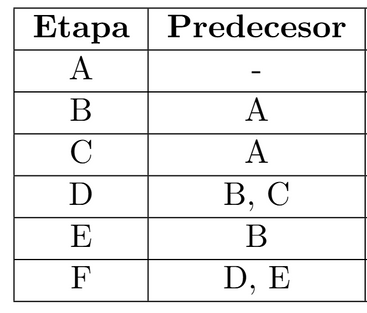 Etapa Predecesor
A -
B A
C A
D B, C
E B
F D, E